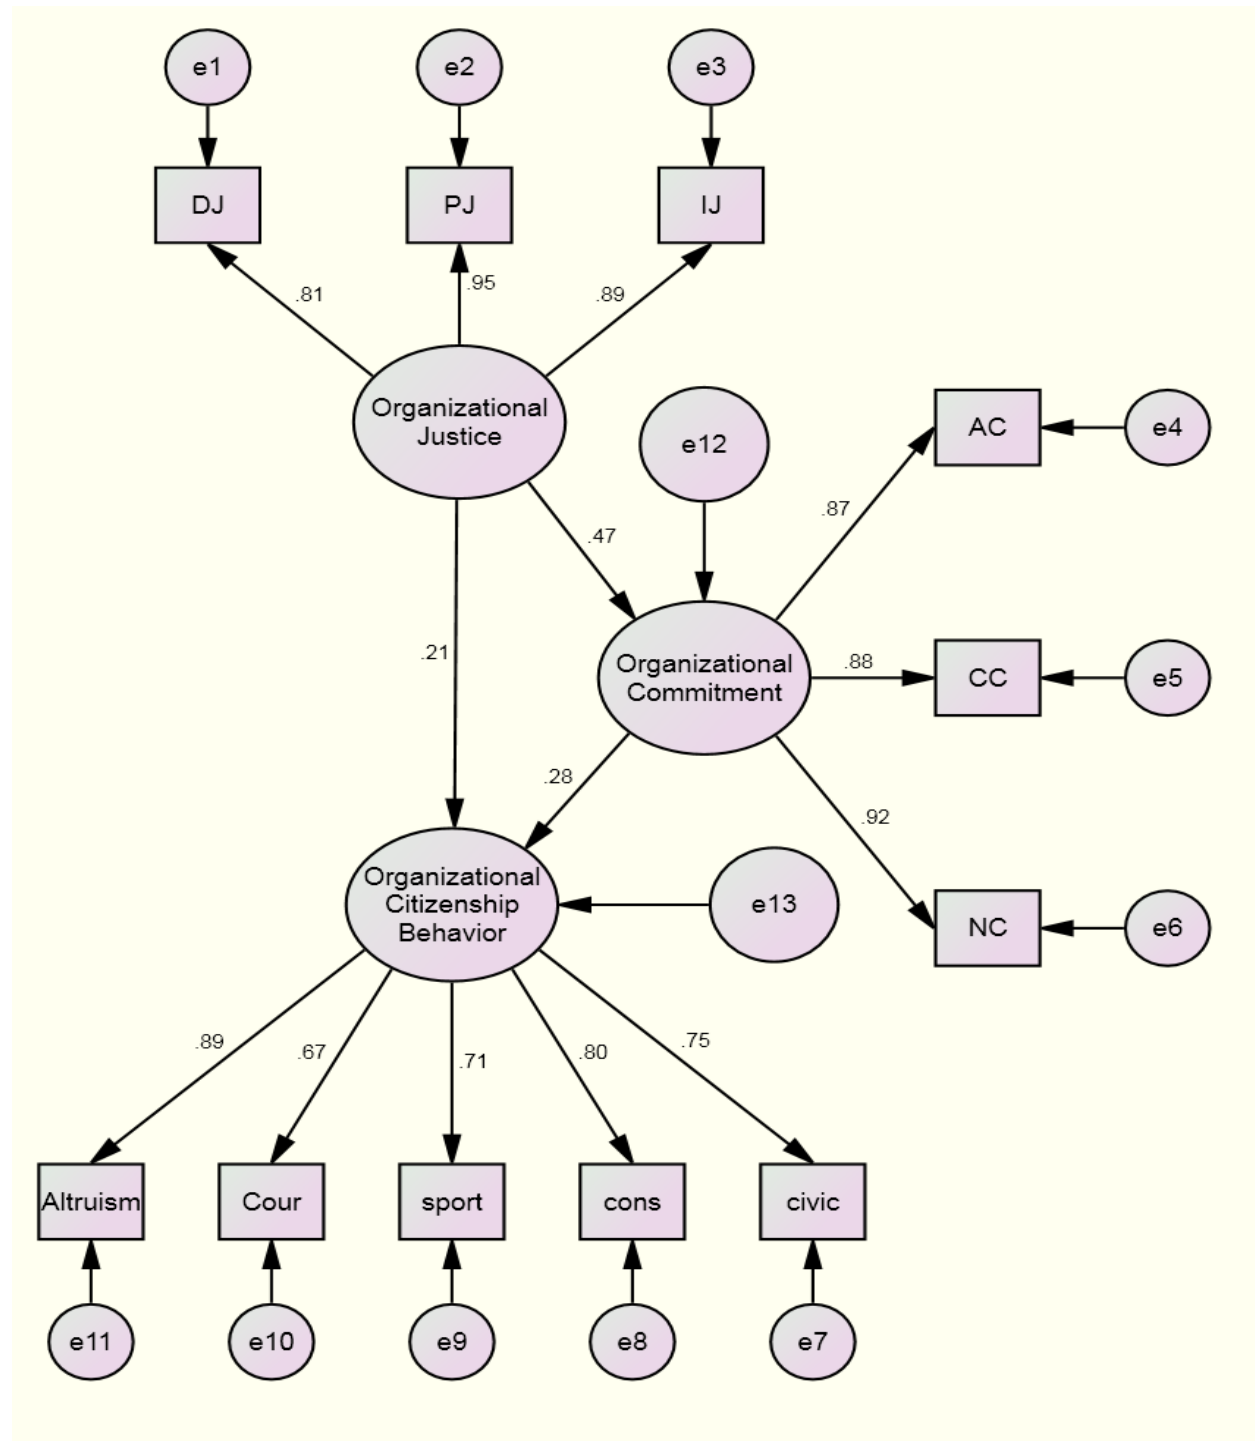 e1
e2
e3
DJ
PJ
IJ
.81
.95
.89
Organizational
Justice
e12
AC
e4
.87
.47
.21
Organizational
Commitment
.88
CC
e5
.28
.92
Organizational
Citizenship
Behavior
e13
NC
e6
.89
.67
.71
.80
.75
Altruism
Cour
sport
cons
civic
e11
e10
e9
e8
e7